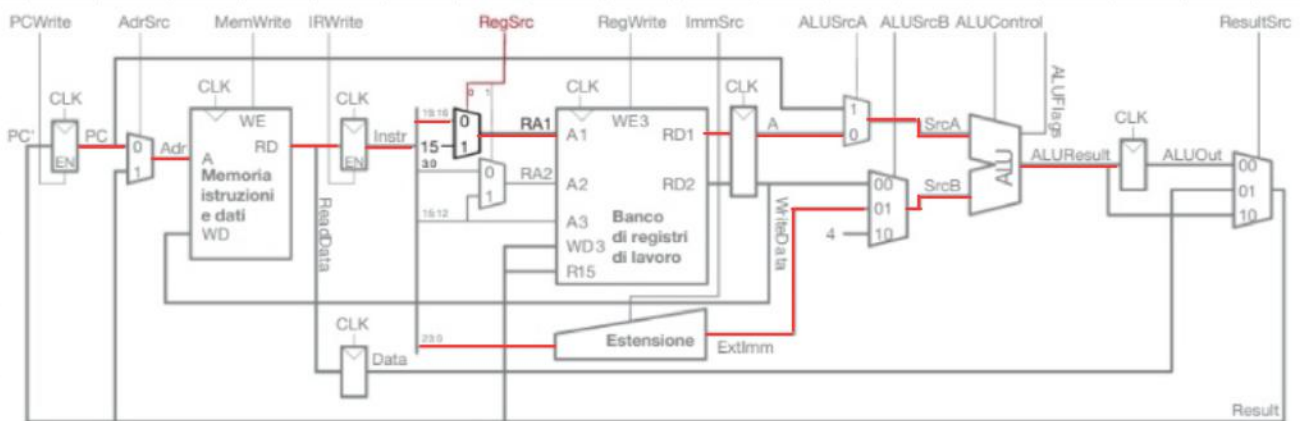 PCWrite AdrSrc MemWrite IRWrite RegSrc RegWrite ImmSrc ALUSrcA ALUSrcB ALUControl ResultSrc
CLK CLK CLK CLK CLK CLK
0 1
ALUFlags
PC' PC EN
0 1 Adr
A WE RD
Memoria
istruzioni
e dati
WD
EN Instr
19:16
15
3:0
15:12
23:0
0 1 RA1
0 1 RA2
A1 WE3 RD1
A2 RD2
A3
WD3
R15
Banco
di registri
di lavoro
A
1 0
SrcA
00 01 10
SrcB
4
ALU
ALUResult
ALUOut
00 01 10
ReadData
WriteData
Estensione
ExtImm
CLK
Data
Result